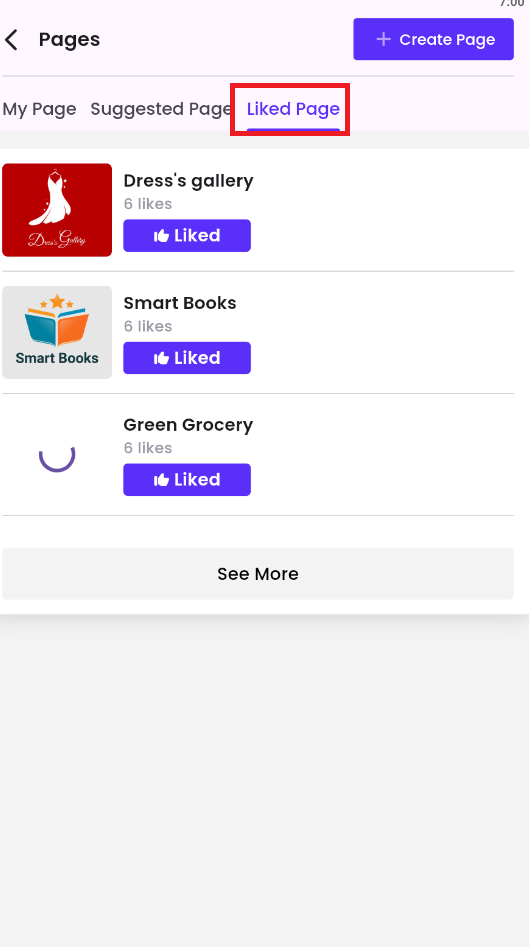 7:00
Pages
+ Create Page
My Page Suggested Page Liked Page
Dress's gallery
6 likes
Liked
Dress's Gallery
Smart Books
6 likes
Liked
Smart Books
Green Grocery
6 likes
Liked
See More